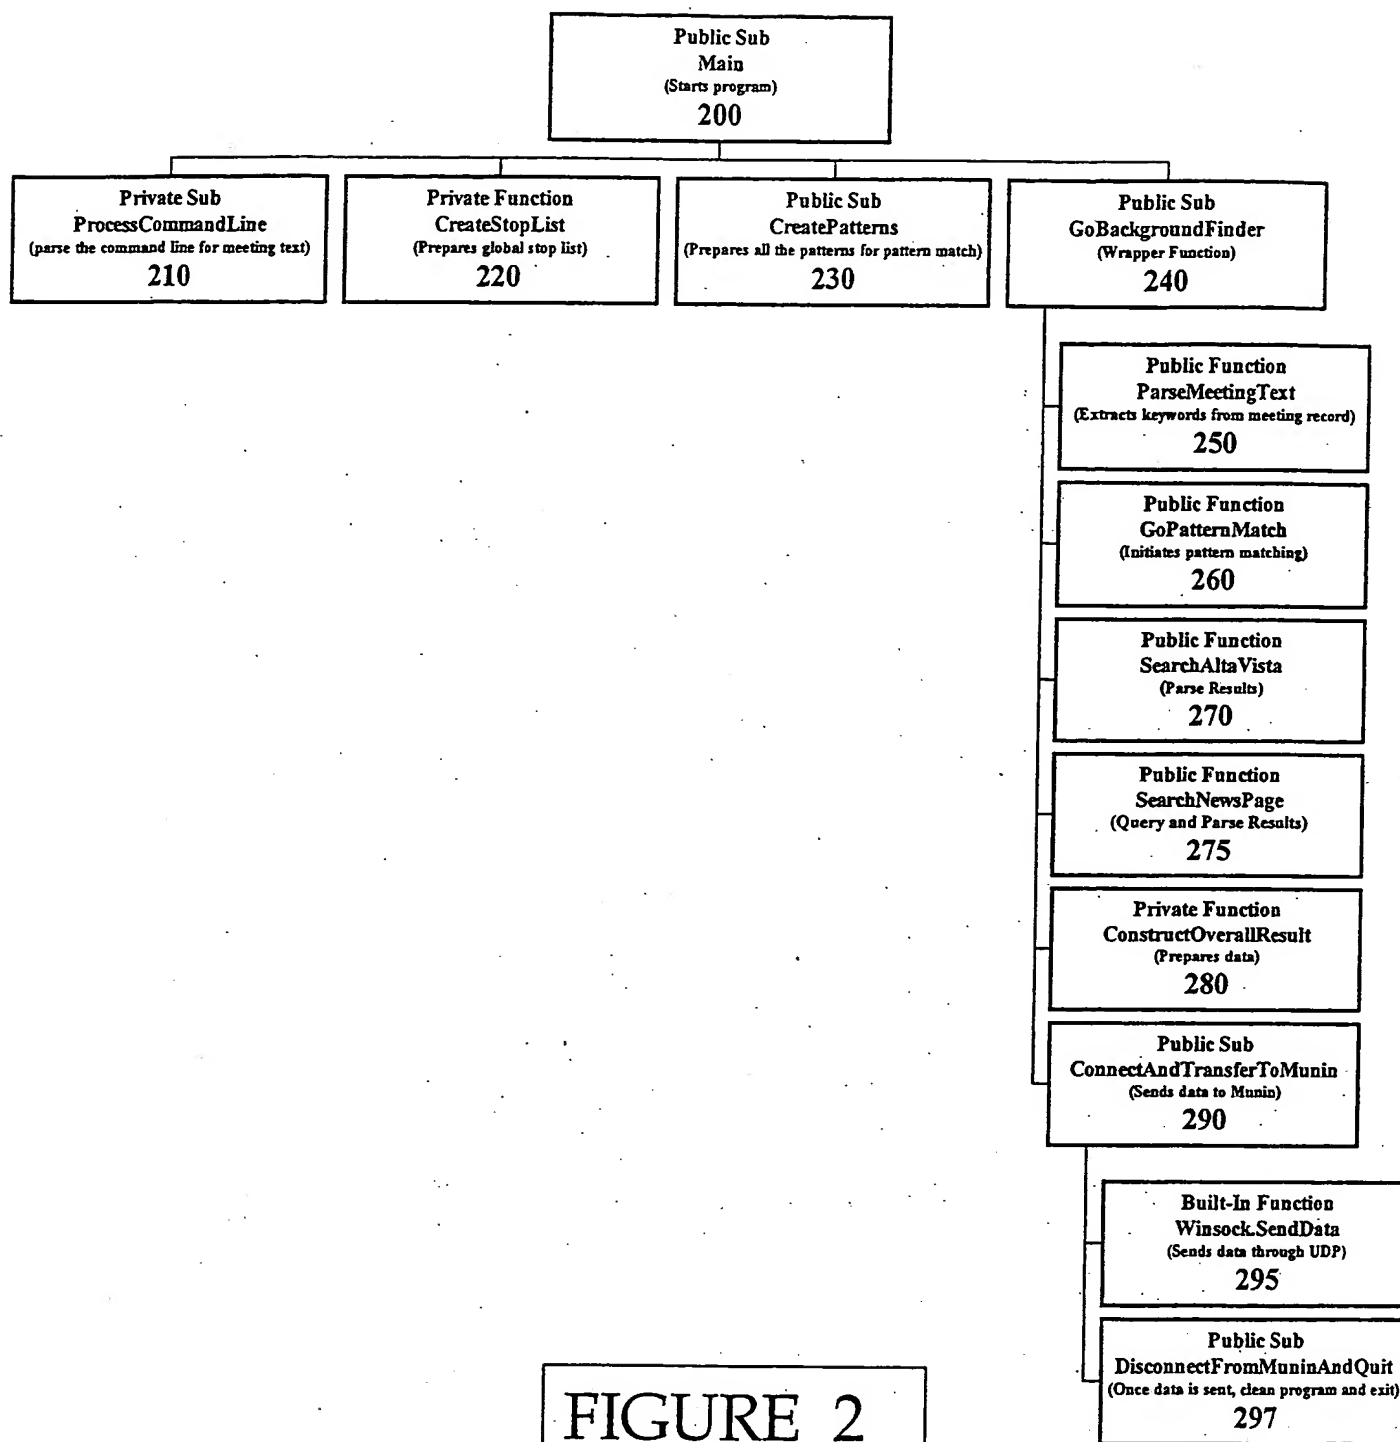 Public Sub
Main
(Starts program)
200
Private Sub
ProcessCommandLine
(parse the command line for meeting text)
210
Private Function
CreateStopList
(Prepares global stop list)
220
Public Sub
CreatePatterns
(Prepares all the patterns for pattern match)
230
Public Sub
GoBackgroundFinder
(Wrapper Function)
240
Public Function
ParseMeetingText
(Extracts keywords from meeting record)
250
Public Function
GoPatternMatch
(Initiates pattern matching)
260
Public Function
SearchAltaVista
(Parse Results)
270
Public Function
SearchNewsPage
(Query and Parse Results)
275
Private Function
ConstructOverallResult
(Prepares data)
280
Public Sub
ConnectAndTransferToMunin
(Sends data to Munin)
290
Built-In Function
Winsock.SendData
(Sends data through UDP)
295
Public Sub
DisconnectFromMuninAndQuit
(Once data is sent, clean program and exit)
297
FIGURE 2